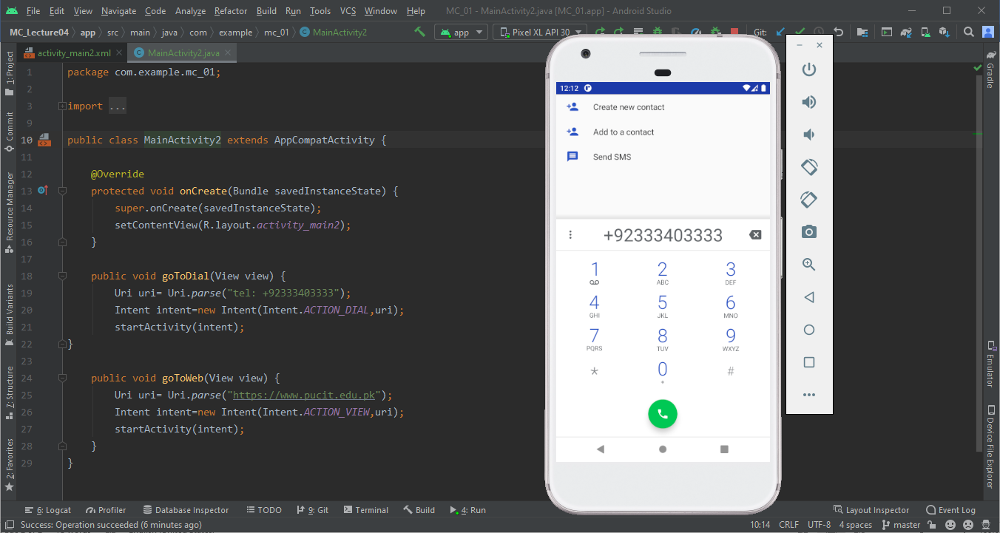 File Edit View Navigate Code Analyze Refactor Build Run Tools VCS Window Help MC_01 - MainActivity2.java [MC_01.app] - Android Studio
MC_Lecture04 app src main java com example mc_01 MainActivity2 app Pixel XL API 30 Git:
activity_main2.xml MainActivity2.java
1: Project
Commit
Resource Manager
Build Variants
7: Structure
2: Favorites
1 package com.example.mc_01;
2
3 import ...
9
10 public class MainActivity2 extends AppCompatActivity {
11
12 @Override
13 protected void onCreate(Bundle savedInstanceState) {
14 super.onCreate(savedInstanceState);
15 setContentView(R.layout.activity_main2);
16 }
17
18 public void goToDial(View view) {
19 Uri uri= Uri.parse("tel: +92333403333");
20 Intent intent=new Intent(Intent.ACTION_DIAL,uri);
21 startActivity(intent);
22 }
23
24 public void goToWeb(View view) {
25 Uri uri= Uri.parse("https://www.pucit.edu.pk");
26 Intent intent=new Intent(Intent.ACTION_VIEW,uri);
27 startActivity(intent);
28 }
29 }
12:12
Create new contact
Add to a contact
Send SMS
+92333403333
1 2 3
ABC DEF
4 5 6
GHI JKL MNO
7 8 9
PQRS TUV WXYZ
* 0 #
+
Gradle
Emulator
Device File Explorer
6: Logcat Profiler Database Inspector TODO 9: Git Terminal Build 4: Run Layout Inspector Event Log
Success: Operation succeeded (6 minutes ago) 10:14 CRLF UTF-8 4 spaces master